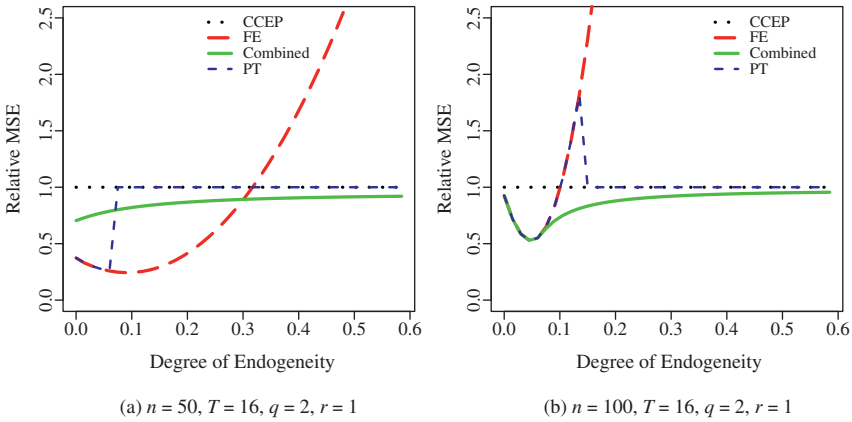 CCEP
FE
Combined
PT
Relative MSE
0.0 0.5 1.0 1.5 2.0 2.5
0.0 0.1 0.2 0.3 0.4 0.5 0.6
Degree of Endogeneity
(a) n = 50, T = 16, q = 2, r = 1
CCEP
FE
Combined
PT
Relative MSE
0.0 0.5 1.0 1.5 2.0 2.5
0.0 0.1 0.2 0.3 0.4 0.5 0.6
Degree of Endogeneity
(b) n = 100, T = 16, q = 2, r = 1